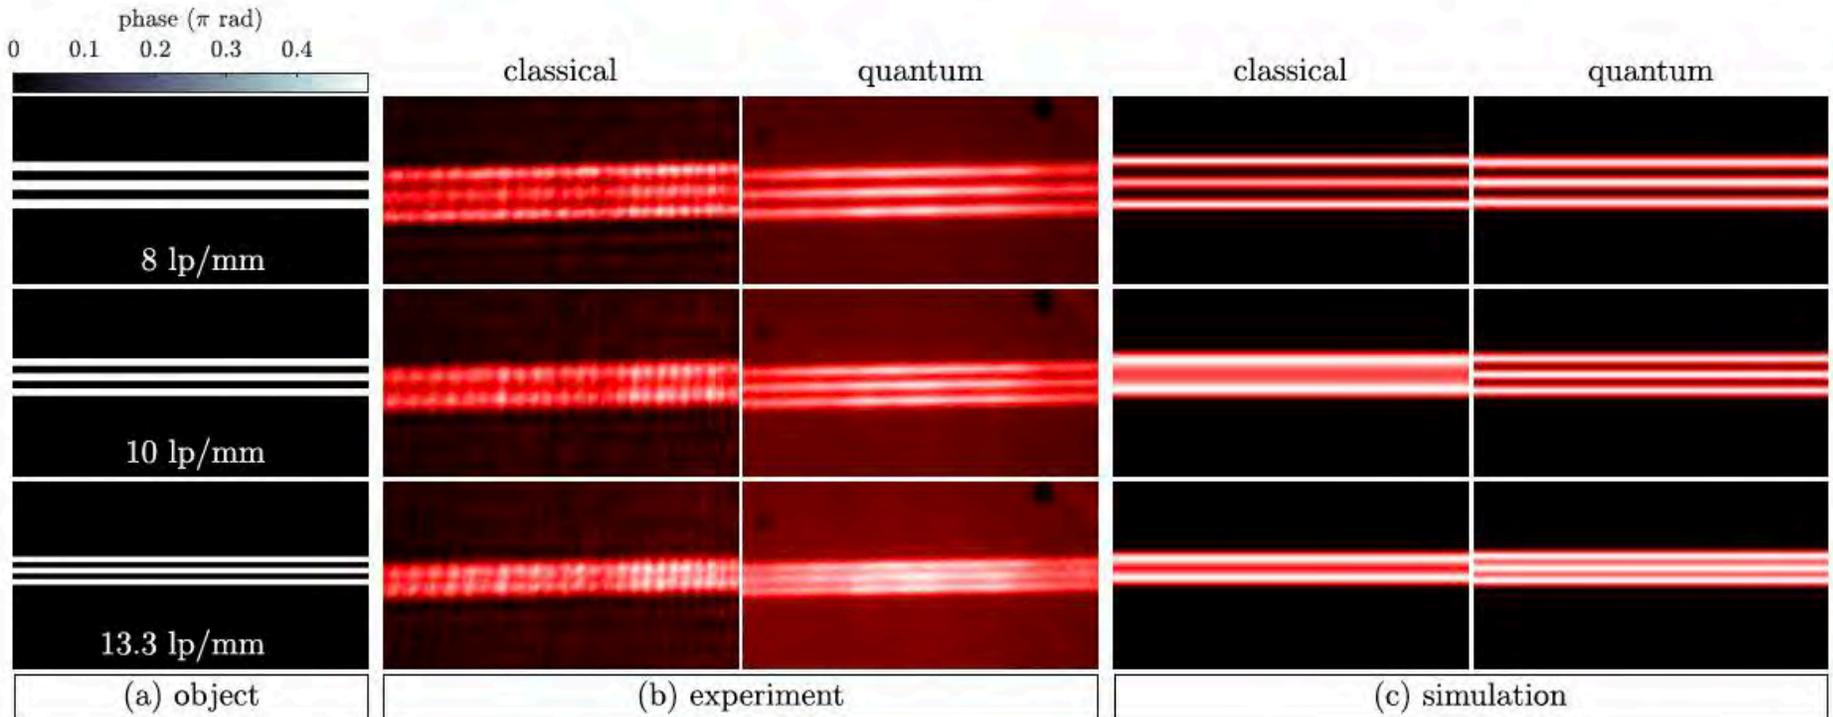 phase (π rad)
0 0.1 0.2 0.3 0.4
classical quantum classical quantum
8 lp/mm
10 lp/mm
13.3 lp/mm
(a) object (b) experiment (c) simulation